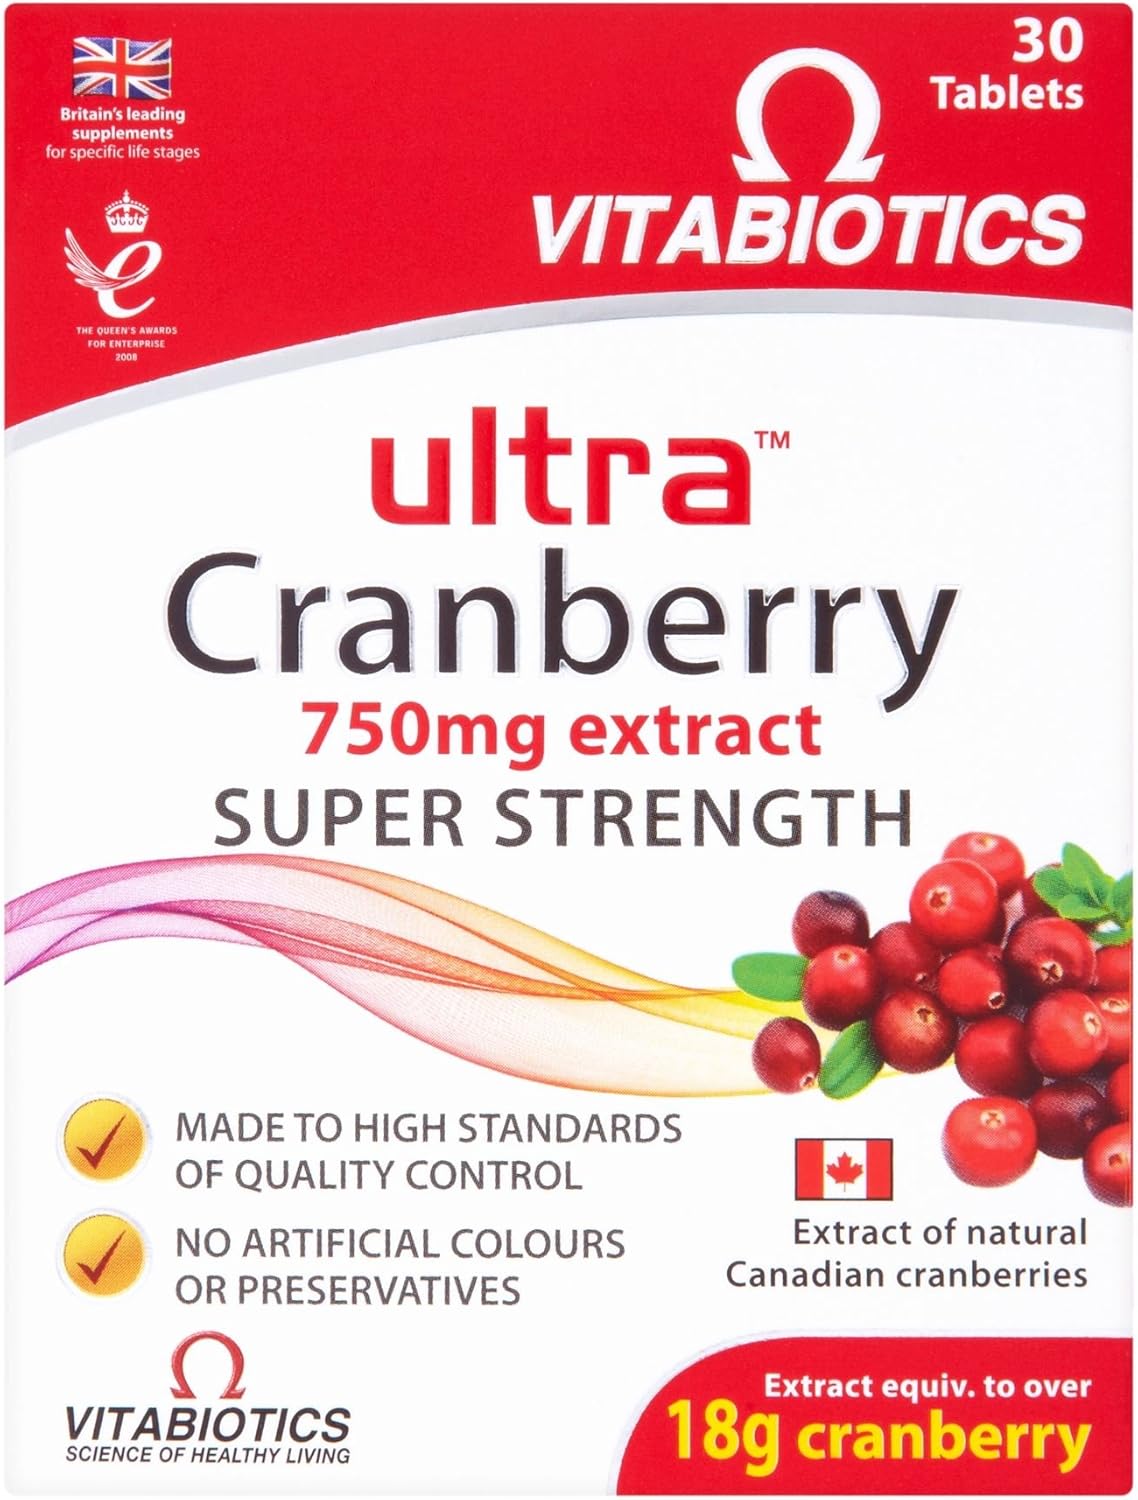 30
Tablets
Britain's leading
supplements
for specific life stages
VITABIOTICS
e
THE QUEEN'S AWARDS
FOR ENTERPRISE
2008
ultra™
Cranberry
750mg extract
SUPER STRENGTH
MADE TO HIGH STANDARDS
OF QUALITY CONTROL
NO ARTIFICIAL COLOURS
OR PRESERVATIVES
Extract of natural
Canadian cranberries
VITABIOTICS
SCIENCE OF HEALTHY LIVING
Extract equiv. to over
18g cranberry